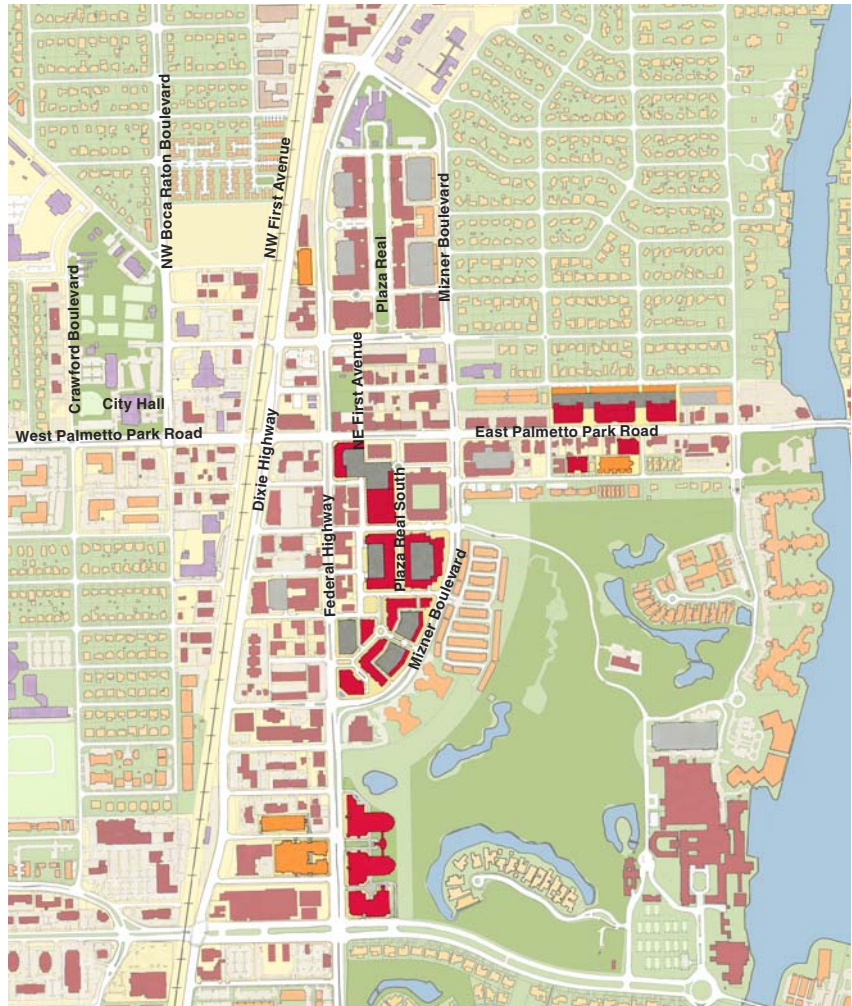 NW Boca Raton Boulevard
NW First Avenue
Plaza Real
Mizner Boulevard
Crawford Boulevard
City Hall
NE First Avenue
West Palmetto Park Road
East Palmetto Park Road
Dixie Highway
Federal Highway
Plaza Real South
Mizner Boulevard